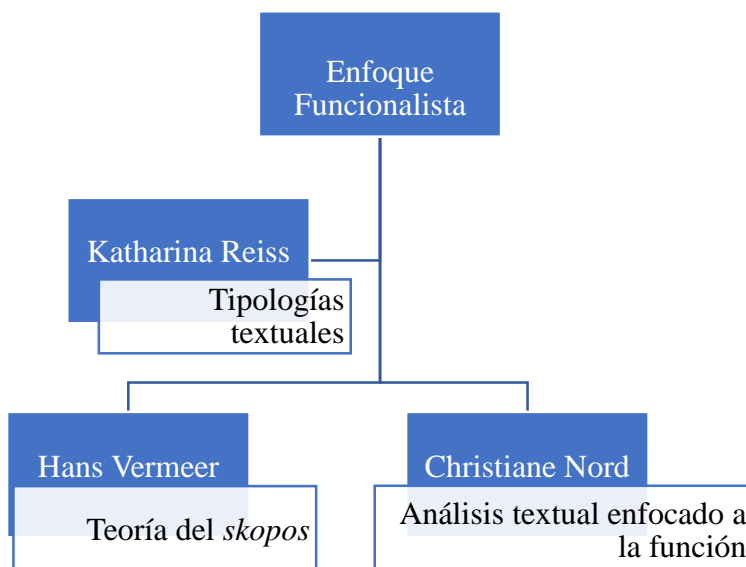 Enfoque
Funcionalista
Katharina Reiss
Tipologías
textuales
Hans Vermeer
Teoría del skopos
Christiane Nord
Análisis textual enfocado a
la función